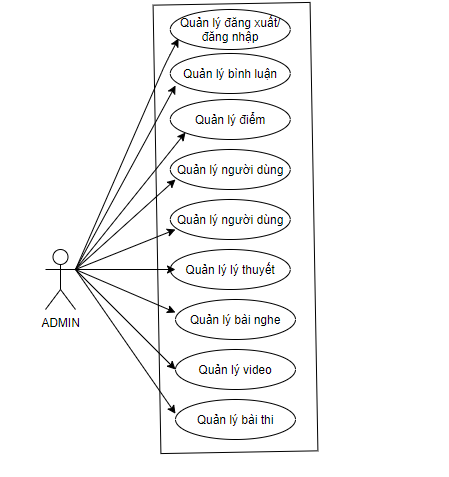 Quản lý đăng xuất/
đăng nhập
Quản lý bình luận
Quản lý điểm
Quản lý người dùng
Quản lý người dùng
Quản lý lý thuyết
ADMIN
Quản lý bài nghe
Quản lý video
Quản lý bài thi